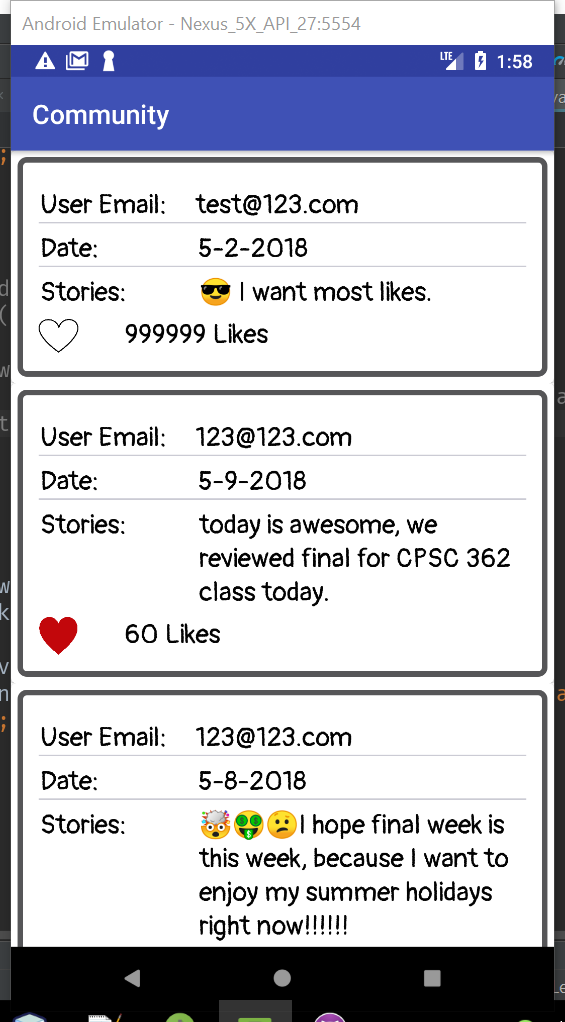 Android Emulator - Nexus_5X_API_27:5554
LTE 1:58
Community
User Email: test@123.com
Date: 5-2-2018
Stories: 😎 I want most likes.
999999 Likes
User Email: 123@123.com
Date: 5-9-2018
Stories: today is awesome, we
reviewed final for CPSC 362
class today.
60 Likes
User Email: 123@123.com
Date: 5-8-2018
Stories: 🤯🤑😕I hope final week is
this week, because I want to
enjoy my summer holidays
right now!!!!!!